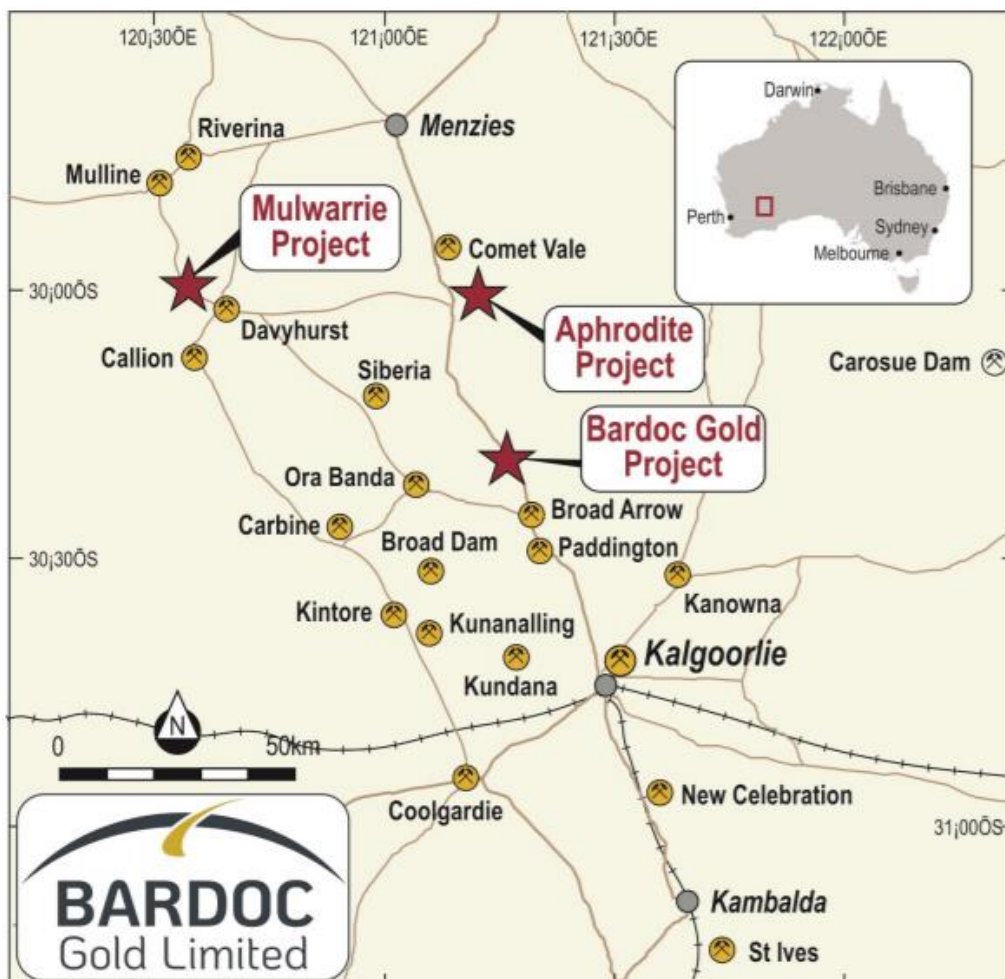 120¡30ÕE
121¡00ÕE
121¡30ÕE
122¡00ÕE
Darwin
Brisbane
Perth
Sydney
Melbourne
Riverina
Menzies
Mulline
Mulwarrie
Project
Comet Vale
30¡00ÕS
Davyhurst
Aphrodite
Project
Callion
Siberia
Carosue Dam
Bardoc Gold
Project
Ora Banda
Broad Arrow
Carbine
Broad Dam
Paddington
30¡30ÕS
Kanowna
Kintore
Kunanalling
Kalgoorlie
Kundana
N
0
50km
Coolgardie
New Celebration
31¡00ÕS
BARDOC
Gold Limited
Kambalda
St Ives